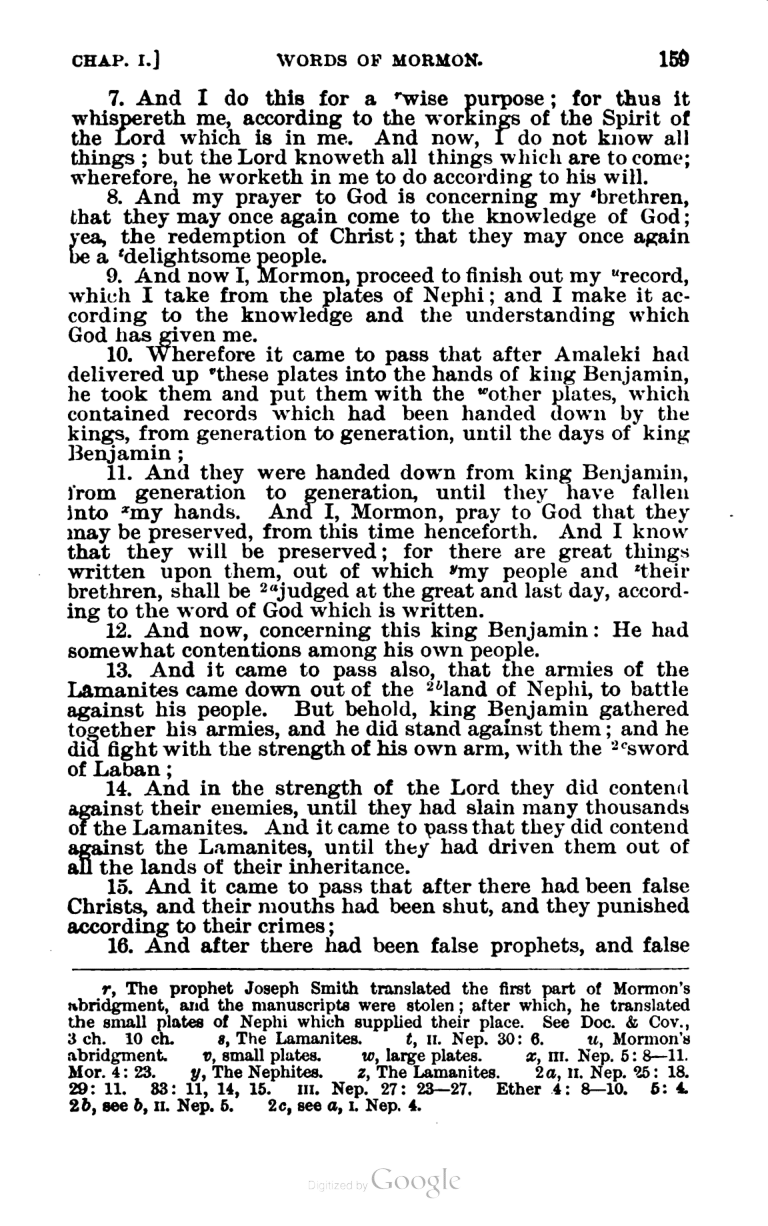 CHAP. I.] WORDS OF MORMON. 159
7. And I do this for a ʳwise purpose; for thus it
whispereth me, according to the workings of the Spirit of
the Lord which is in me. And now, I do not know all
things; but the Lord knoweth all things which are to come;
wherefore, he worketh in me to do according to his will.
8. And my prayer to God is concerning my ˢbrethren,
that they may once again come to the knowledge of God;
yea, the redemption of Christ; that they may once again
be a ᵗdelightsome people.
9. And now I, Mormon, proceed to finish out my ᵘrecord,
which I take from the plates of Nephi; and I make it ac-
cording to the knowledge and the understanding which
God has given me.
10. Wherefore it came to pass that after Amaleki had
delivered up ᵛthese plates into the hands of king Benjamin,
he took them and put them with the ʷother plates, which
contained records which had been handed down by the
kings, from generation to generation, until the days of king
Benjamin;
11. And they were handed down from king Benjamin,
from generation to generation, until they have fallen
into ˣmy hands. And I, Mormon, pray to God that they
may be preserved, from this time henceforth. And I know
that they will be preserved; for there are great things
written upon them, out of which ʸmy people and ᶻtheir
brethren, shall be ²ᵃjudged at the great and last day, accord-
ing to the word of God which is written.
12. And now, concerning this king Benjamin: He had
somewhat contentions among his own people.
13. And it came to pass also, that the armies of the
Lamanites came down out of the ²ᵇland of Nephi, to battle
against his people. But behold, king Benjamin gathered
together his armies, and he did stand against them; and he
did fight with the strength of his own arm, with the ²ᶜsword
of Laban;
14. And in the strength of the Lord they did contend
against their enemies, until they had slain many thousands
of the Lamanites. And it came to pass that they did contend
against the Lamanites, until they had driven them out of
all the lands of their inheritance.
15. And it came to pass that after there had been false
Christs, and their mouths had been shut, and they punished
according to their crimes;
16. And after there had been false prophets, and false
r, The prophet Joseph Smith translated the first part of Mormon's
abridgment, and the manuscripts were stolen; after which, he translated
the small plates of Nephi which supplied their place. See Doc. & Cov.,
3 ch. 10 ch. s, The Lamanites. t, II. Nep. 30: 6. u, Mormon's
abridgment. v, small plates. w, large plates. x, III. Nep. 5: 8—11.
Mor. 4: 23. y, The Nephites. z, The Lamanites. 2a, II. Nep. 25: 18.
29: 11. 33: 11, 14, 15. III. Nep. 27: 23—27. Ether 4: 8—10. 5: 4.
2b, see b, II. Nep. 5. 2c, see a, I. Nep. 4.
Digitized by Google